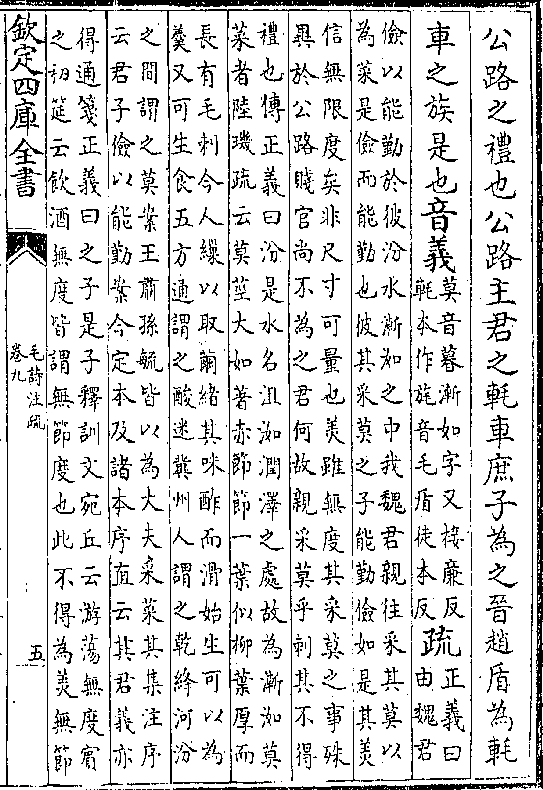 公路之禮也公路主君之軞車庶子為之晉趙盾為軞
車之族是也音義
莫音暮漸如字又捿廉反
軞本作旄音毛盾徒本反
疏
正義曰
由魏君
儉以能勤於彼汾水漸洳之中我魏君親往采其莫以
為菜是儉而能勤也彼其采莫之子能勤儉如是其羙
信無限度矣非尺寸可量也羙雖無度其采莫之事殊
異於公路賤官尚不為之君何故親采莫乎刺其不得
禮也傳正義曰汾是水名沮洳潤澤之處故為漸洳莫
菜者陸璣疏云莫莖大如蓍赤節節一葉似柳葉厚而
長有毛刺今人繅以取繭緒其味酢而滑始生可以為
羹又可生食五方通謂之酸迷冀州人謂之乾絳河汾
之間謂之莫案王肅孫毓皆以為大夫采菜其集注序
云君子儉以能勤案今定本及諸本序直云其君義亦
得通箋正義曰之子是子釋訓文宛丘云游蕩無度賓
之初筵云飲酒無度皆謂無節度也此不得為羙無節
欽定四庫全書
毛詩注疏
卷九
五